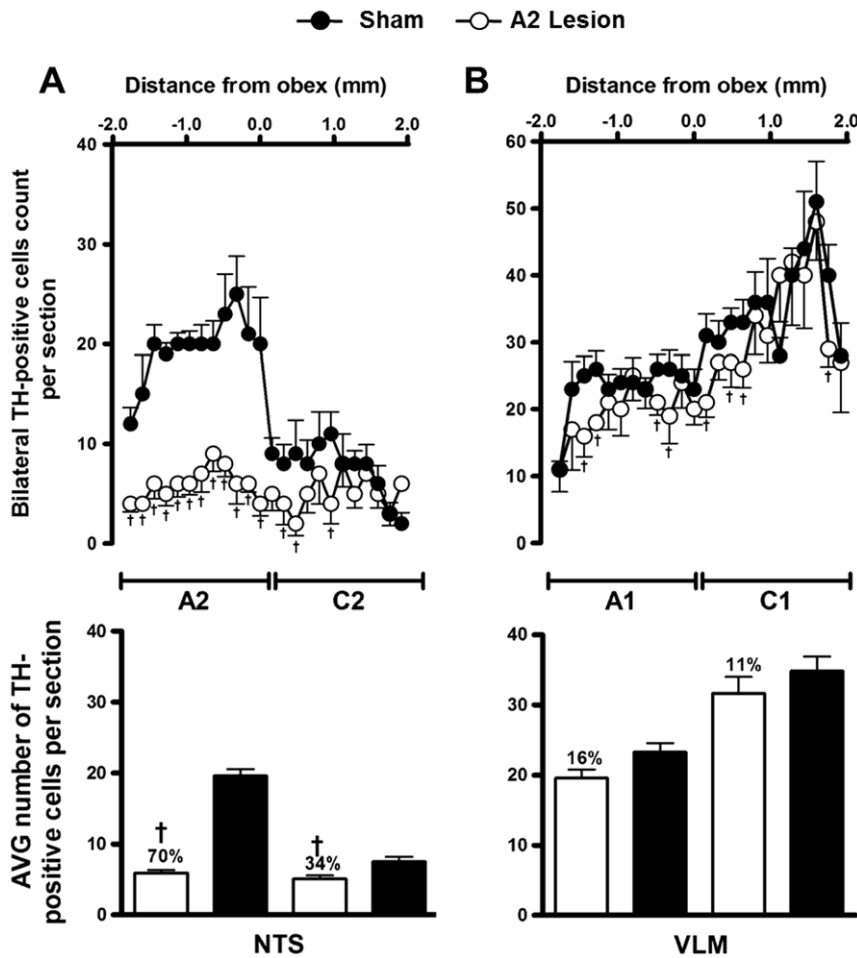 Sham A2 Lesion
A
Distance from obex (mm)
-2.0 -1.0 0.0 1.0 2.0
40
30
20
10
0
Bilateral TH-positive cells count
per section
† † † † † † † † † † † †
A2 C2
B
Distance from obex (mm)
-2.0 -1.0 0.0 1.0 2.0
60
50
40
30
20
10
0
† † † † † † † †
A1 C1
AVG number of TH-
positive cells per section
40
30
20
10
0
† †
70% 34%
NTS
40
30
20
10
0
16% 11%
VLM